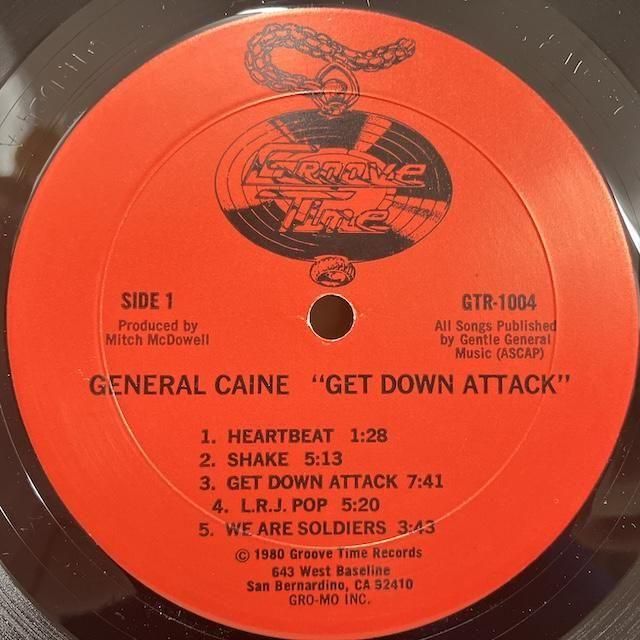 Groove
Time
SIDE 1
Produced by
Mitch McDowell
GTR-1004
All Songs Published
by Gentle General
Music (ASCAP)
GENERAL CAINE "GET DOWN ATTACK"
1. HEARTBEAT 1:28
2. SHAKE 5:13
3. GET DOWN ATTACK 7:41
4. L.R.J. POP 5:20
5. WE ARE SOLDIERS 3:43
© 1980 Groove Time Records
643 West Baseline
San Bernardino, CA 52410
GRO-MO INC.